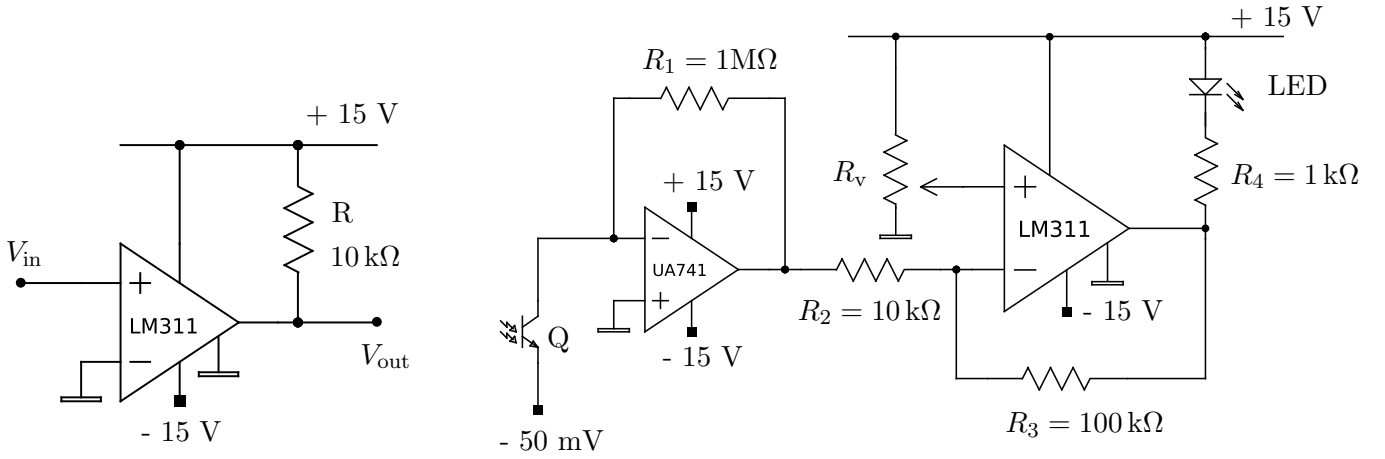 + 15 V
R
10 kΩ
V_in
+
LM311
−
V_out
- 15 V
+ 15 V
R_1 = 1MΩ
LED
R_v
+ 15 V
R_4 = 1 kΩ
+
LM311
−
UA741
+
−
Q
R_2 = 10 kΩ
- 15 V
- 15 V
R_3 = 100 kΩ
- 50 mV